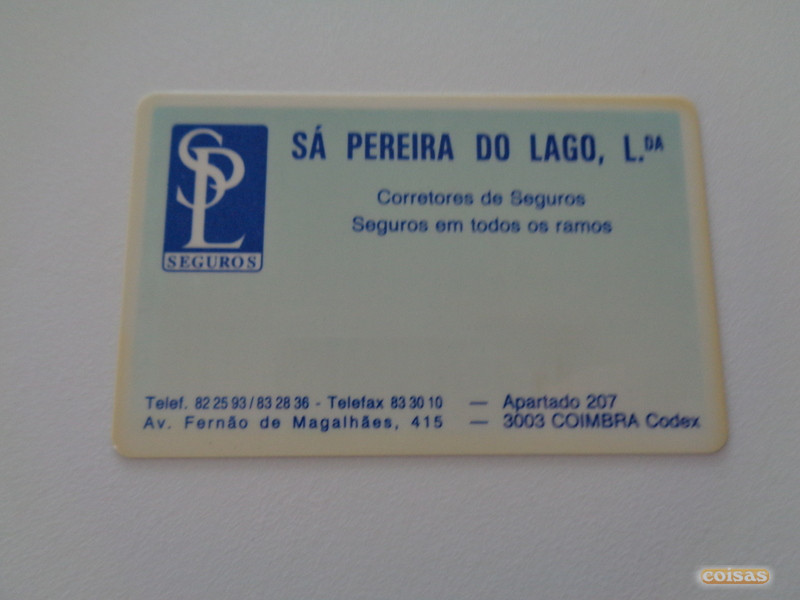 SPL
SEGUROS
SÁ PEREIRA DO LAGO, L.DA
Corretores de Seguros
Seguros em todos os ramos
Telef. 82 25 93 / 83 28 36 - Telefax 83 30 10 — Apartado 207
Av. Fernão de Magalhães, 415 — 3003 COIMBRA Codex
coisas